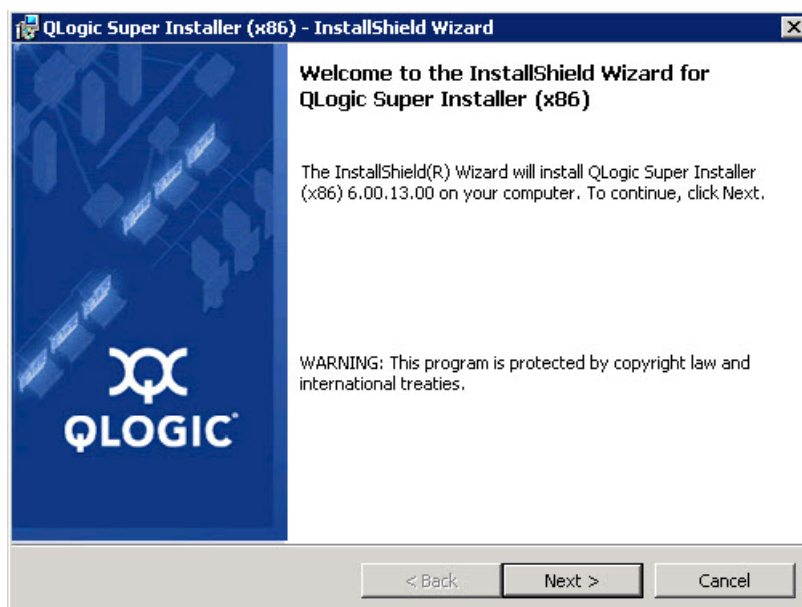 QLogic Super Installer (x86) - InstallShield Wizard
Welcome to the InstallShield Wizard for
QLogic Super Installer (x86)
The InstallShield(R) Wizard will install QLogic Super Installer
(x86) 6.00.13.00 on your computer. To continue, click Next.
WARNING: This program is protected by copyright law and
international treaties.
QLOGIC
< Back
Next >
Cancel